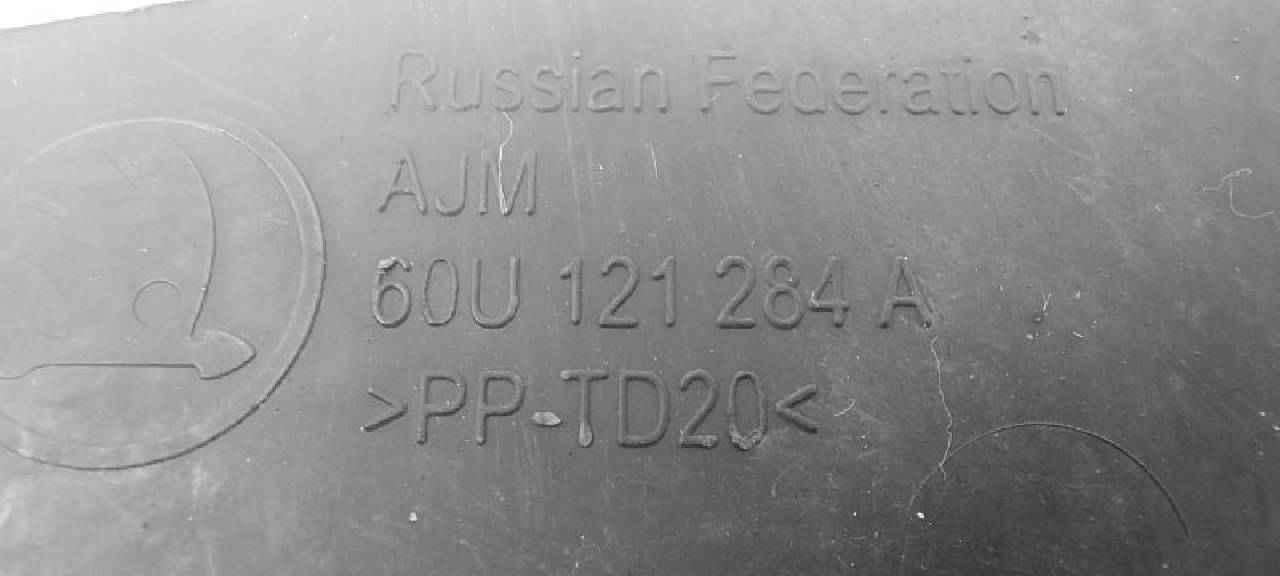 Russian Federation
AJM
60U 121 284 A
>PP-TD20<